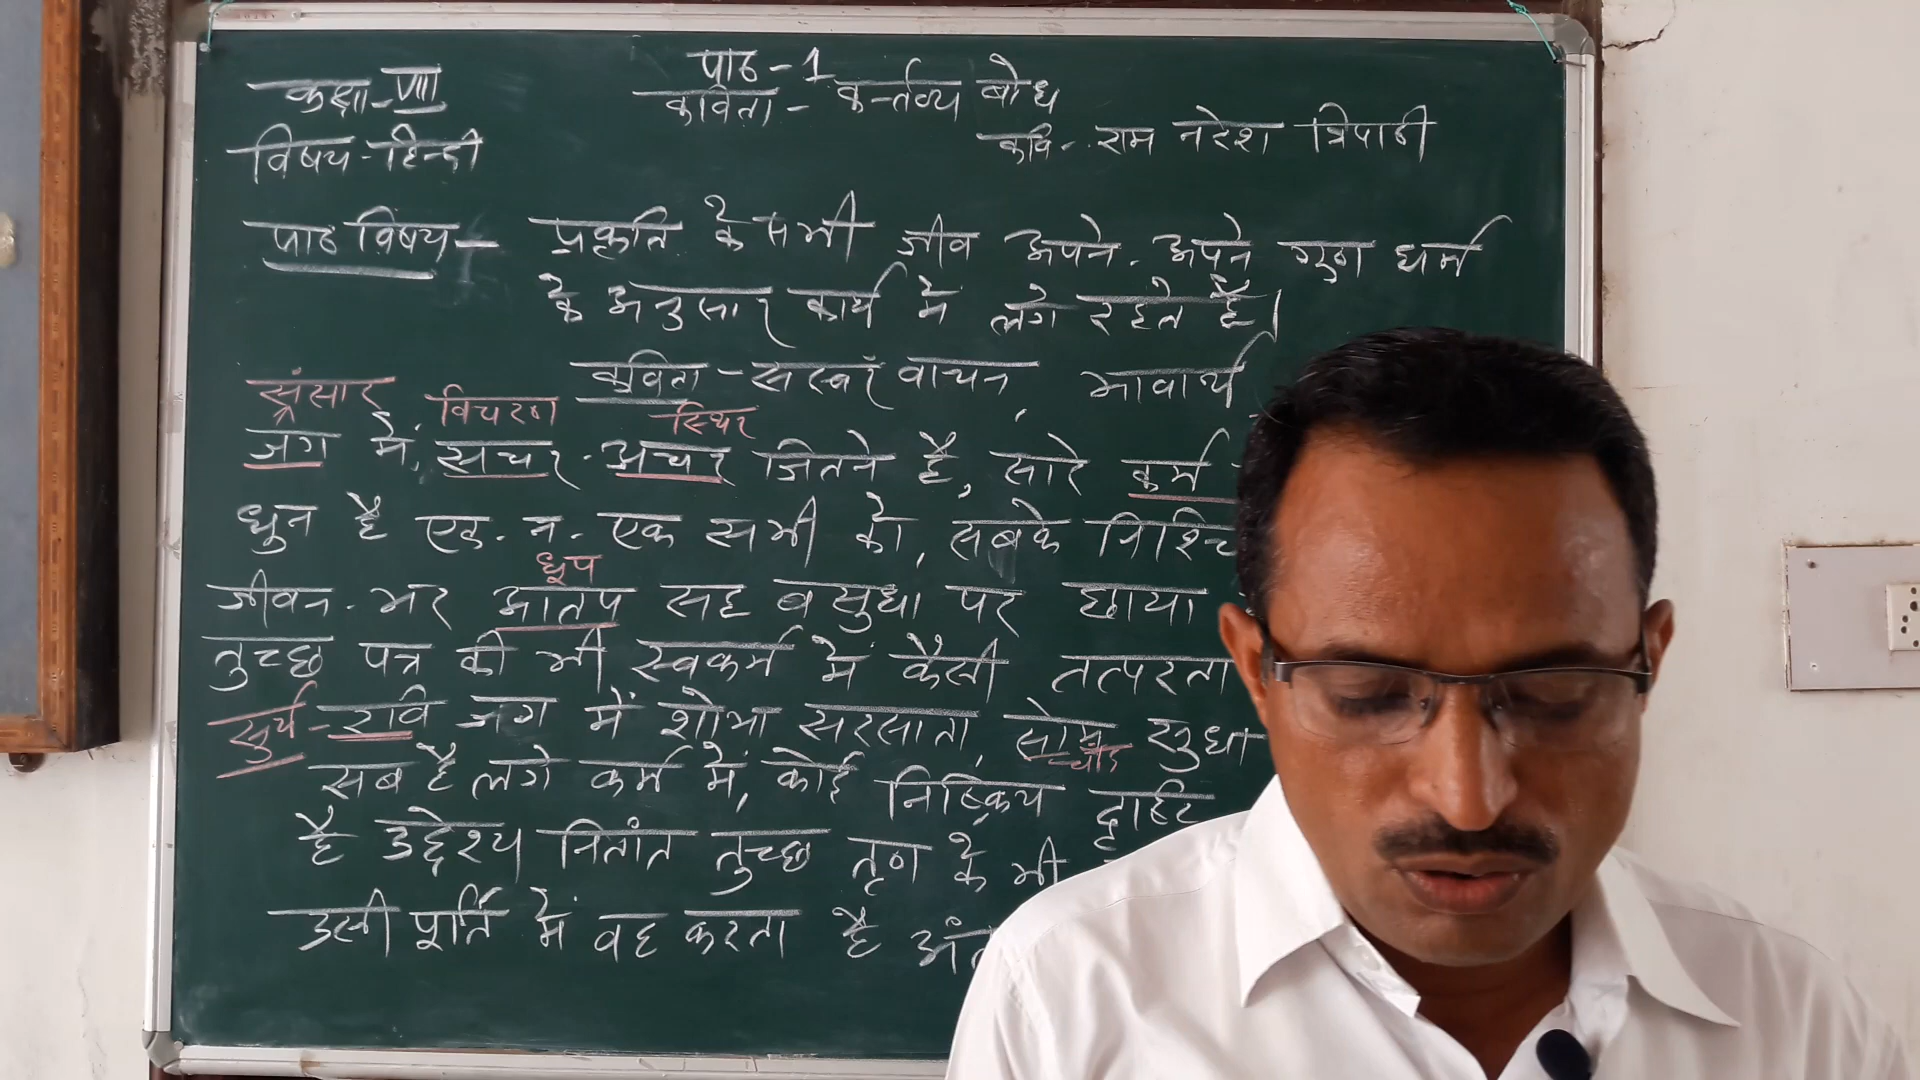 पाठ-1
कक्षा-VIII कविता- कर्तव्य बोध
विषय-हिन्दी कवि- राम नरेश त्रिपाठी
पाठ विषय- प्रकृति के सभी जीव अपने-अपने गुण धर्म
के अनुसार कार्य में लगे रहते हैं।
कविता-सस्वर वाचन, भावार्थ
संसार विचरण स्थिर
जग में, सचर-अचर जितने हैं, सारे कर्म
धुन है एक-न-एक सभी को, सबके
धूप
जीवन-भर आतप सह वसुधा पर छाया
तुच्छ पत्र की भी स्वकर्म में कैसी तत्परता
सुर्य-रवि जग में शोभा सरसाता, सोम सुधा
चाँद
सब है लगे कर्म में, कोई निष्क्रिय
है उद्देश्य नितांत तुच्छ तृण के भी
उसी पूर्ति में वह करता है